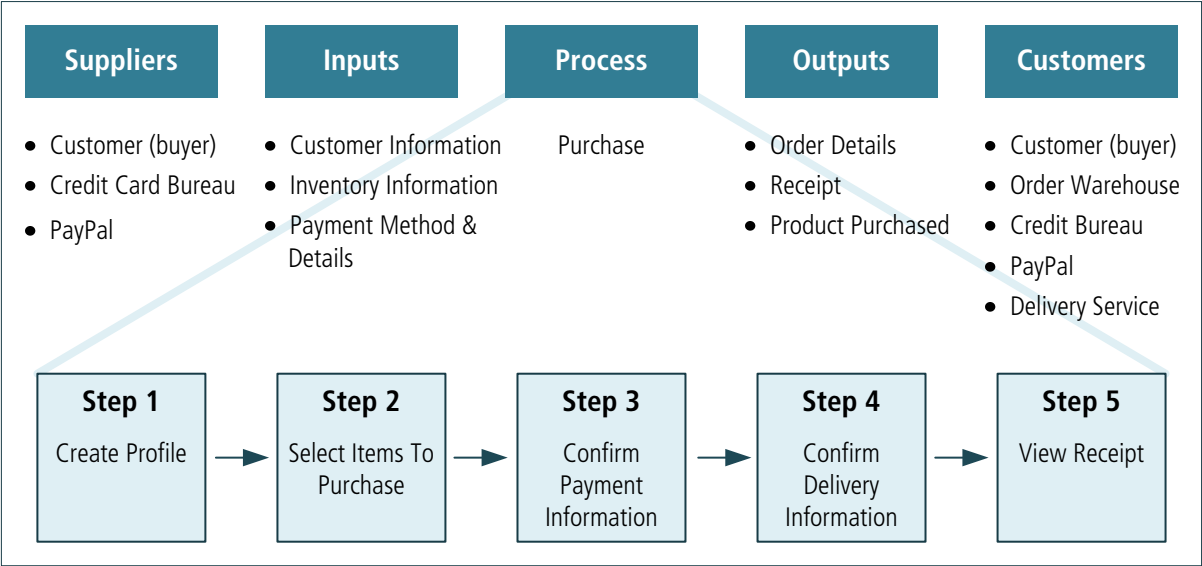 Suppliers
Inputs
Process
Outputs
Customers
• Customer (buyer)
• Credit Card Bureau
• PayPal
• Customer Information
• Inventory Information
• Payment Method &
Details
Purchase
• Order Details
• Receipt
• Product Purchased
• Customer (buyer)
• Order Warehouse
• Credit Bureau
• PayPal
• Delivery Service
Step 1
Create Profile
Step 2
Select Items To
Purchase
Step 3
Confirm
Payment
Information
Step 4
Confirm
Delivery
Information
Step 5
View Receipt